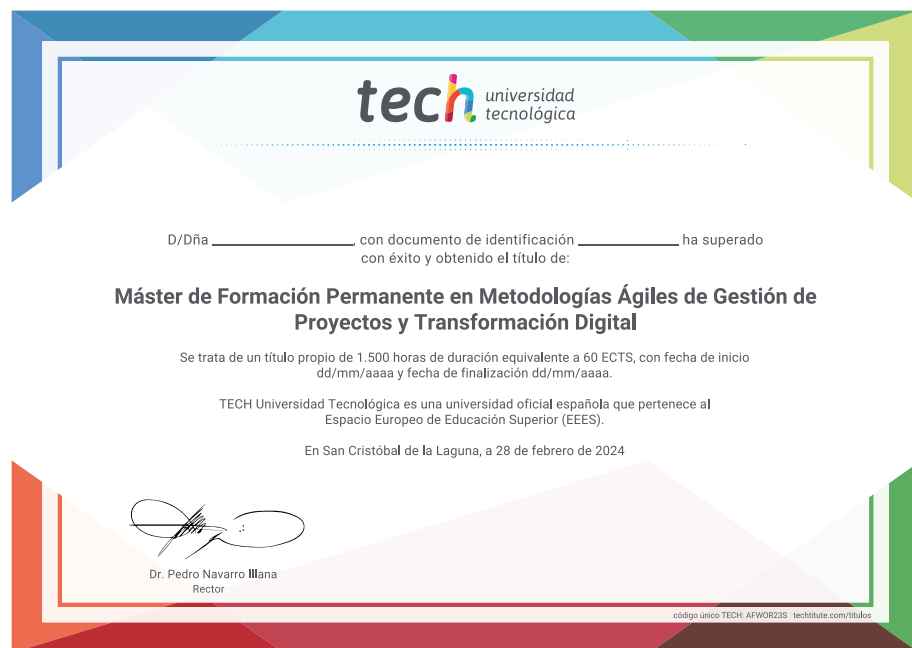 tech universidad
tecnológica
D/Dña ____________________, con documento de identificación ______________ ha superado
con éxito y obtenido el título de:
Máster de Formación Permanente en Metodologías Ágiles de Gestión de
Proyectos y Transformación Digital
Se trata de un título propio de 1.500 horas de duración equivalente a 60 ECTS, con fecha de inicio
dd/mm/aaaa y fecha de finalización dd/mm/aaaa.
TECH Universidad Tecnológica es una universidad oficial española que pertenece al
Espacio Europeo de Educación Superior (EEES).
En San Cristóbal de la Laguna, a 28 de febrero de 2024
Dr. Pedro Navarro Illana
Rector
código único TECH: AFWOR23S techtitute.com/titulos